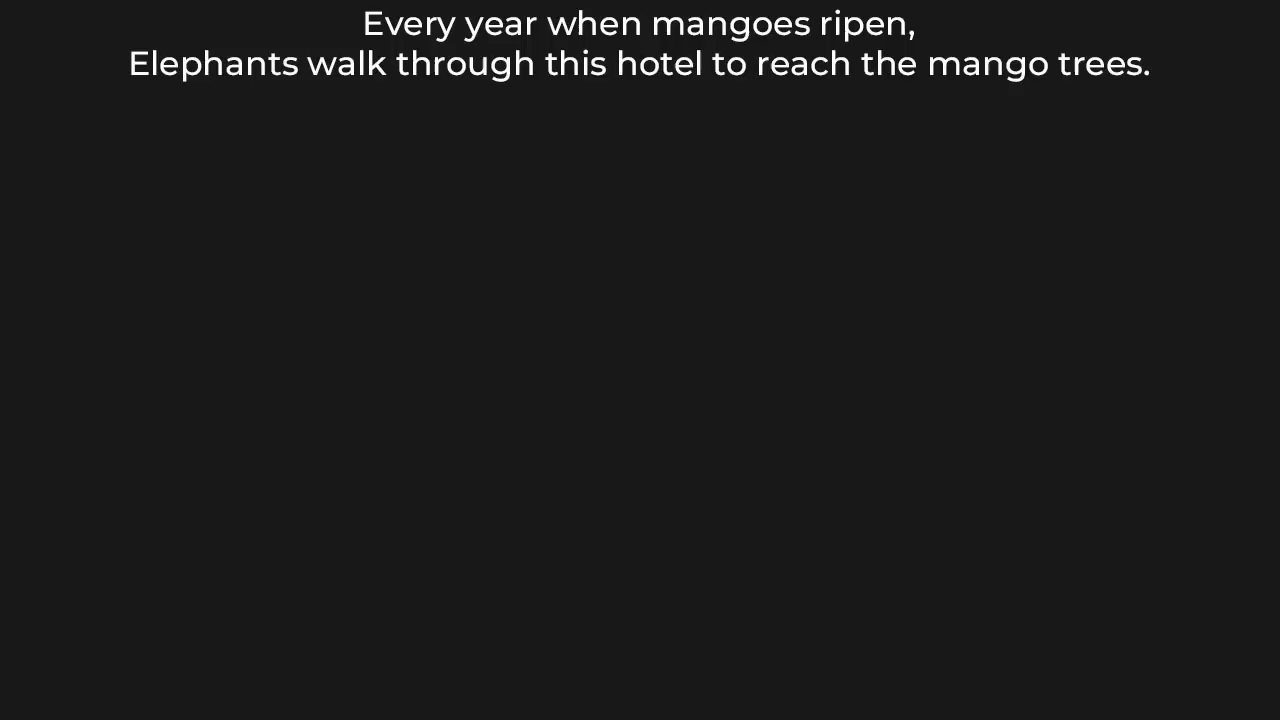 Every year when mangoes ripen,
Elephants walk through this hotel to reach the mango trees.